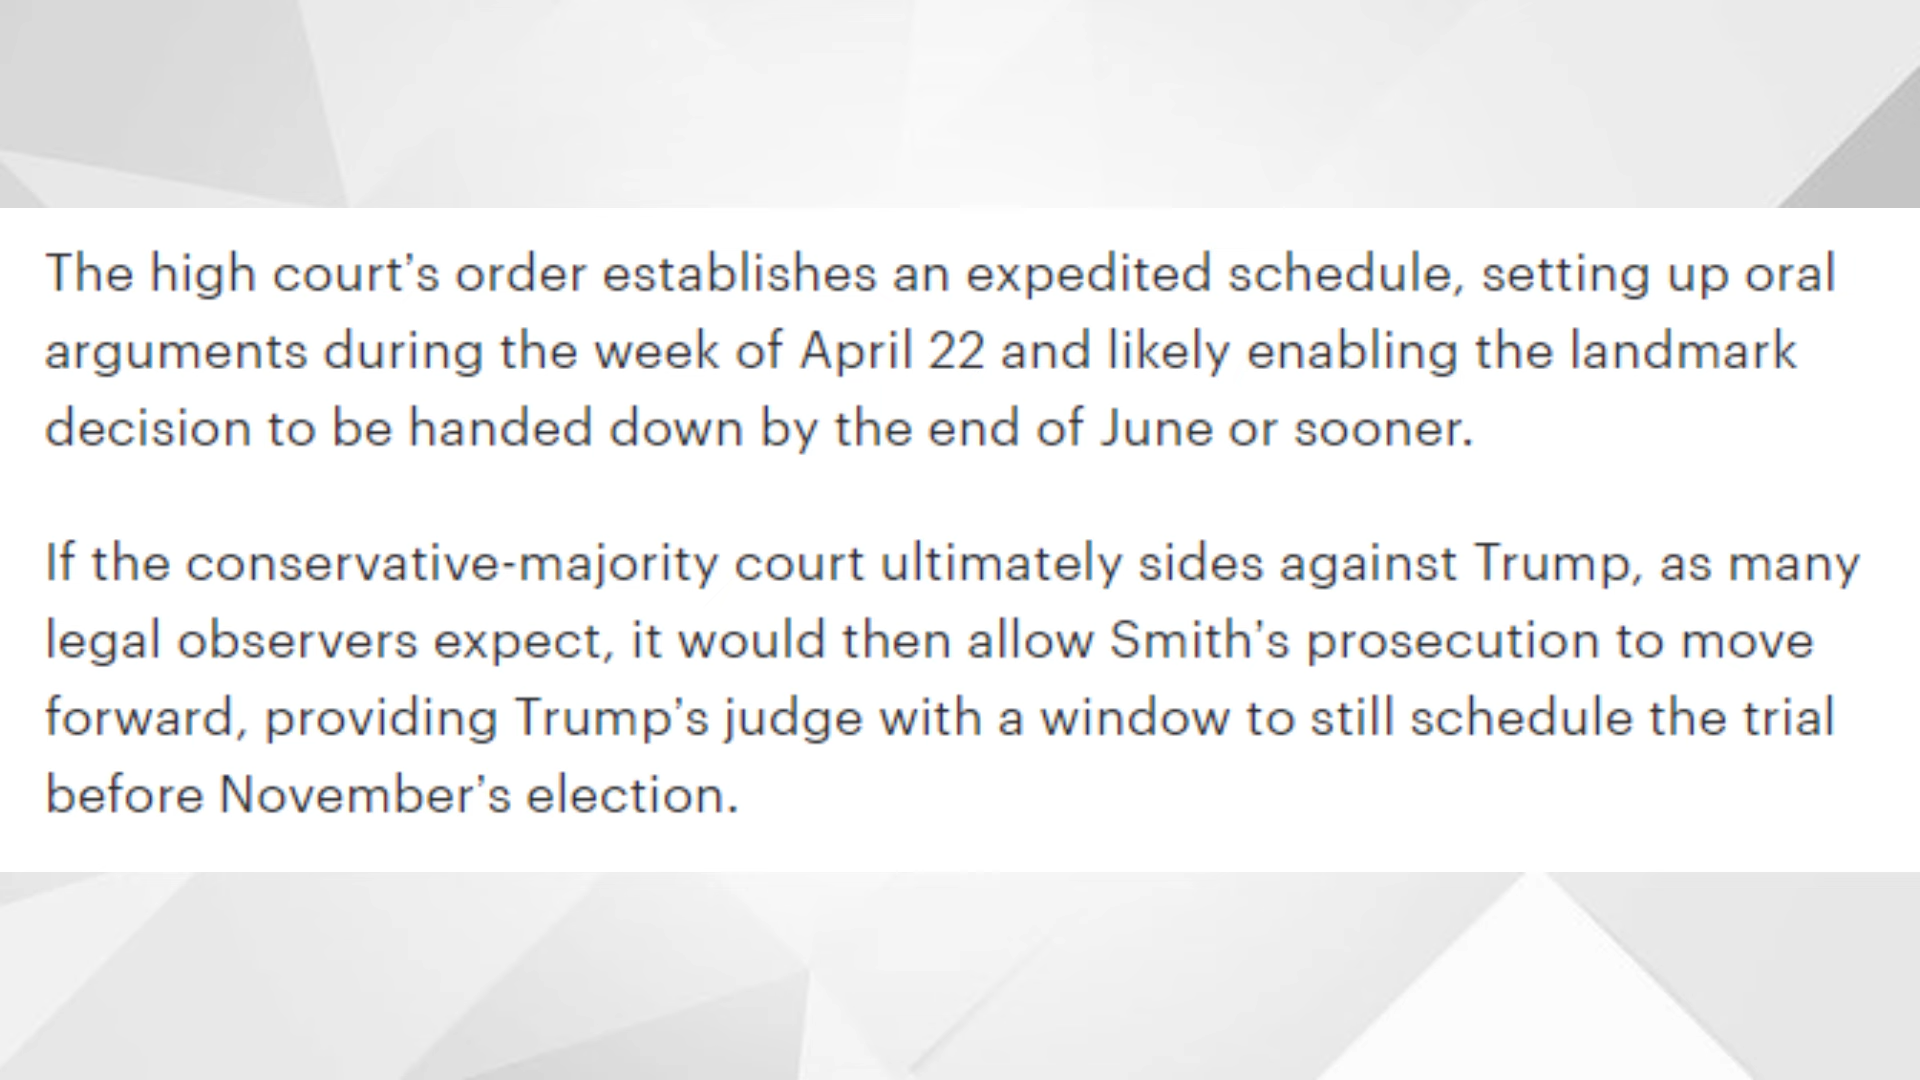 The high court’s order establishes an expedited schedule, setting up oral
arguments during the week of April 22 and likely enabling the landmark
decision to be handed down by the end of June or sooner.
If the conservative-majority court ultimately sides against Trump, as many
legal observers expect, it would then allow Smith’s prosecution to move
forward, providing Trump’s judge with a window to still schedule the trial
before November’s election.